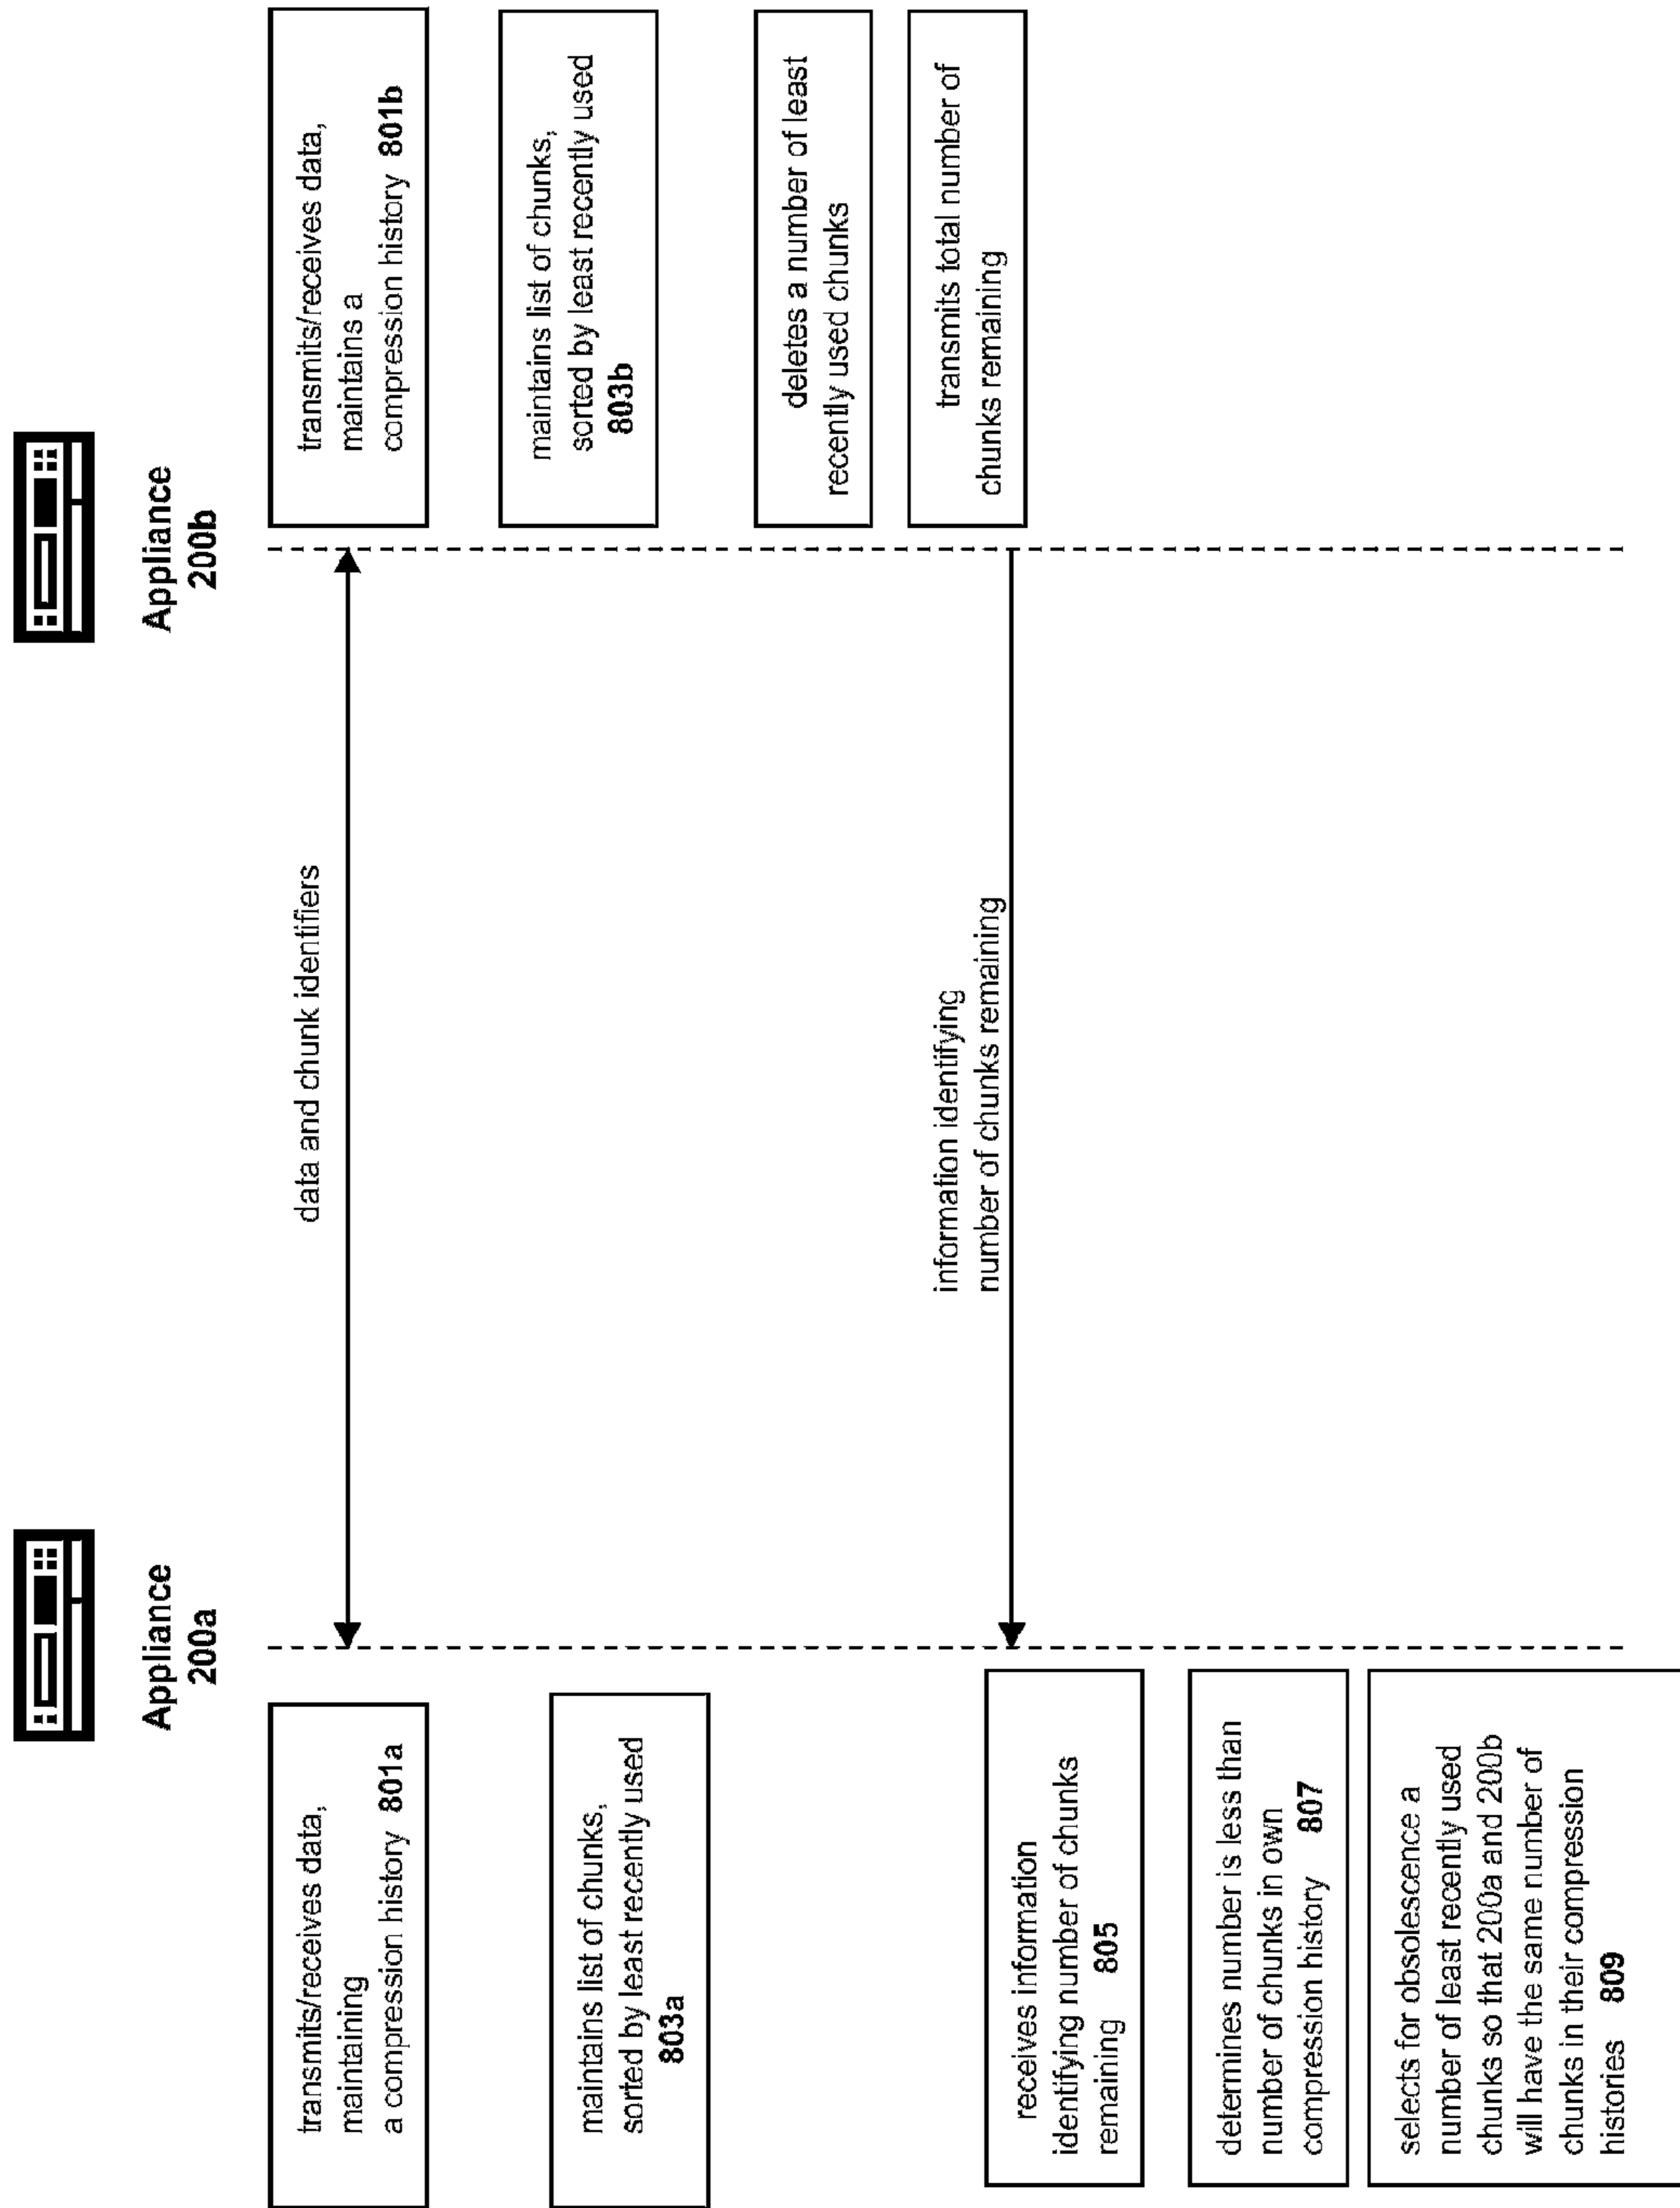 Appliance
200a
Appliance
200b
transmits/receives data,
maintaining
a compression history 801a
data and chunk identifiers
transmits/receives data,
maintains a
compression history 801b
maintains list of chunks,
sorted by least recently used
803a
maintains list of chunks,
sorted by least recently used
803b
deletes a number of least
recently used chunks
transmits total number of
chunks remaining
information identifying
number of chunks remaining
receives information
identifying number of chunks
remaining 805
determines number is less than
number of chunks in own
compression history 807
selects for obsolescence a
number of least recently used
chunks so that 200a and 200b
will have the same number of
chunks in their compression
histories 809